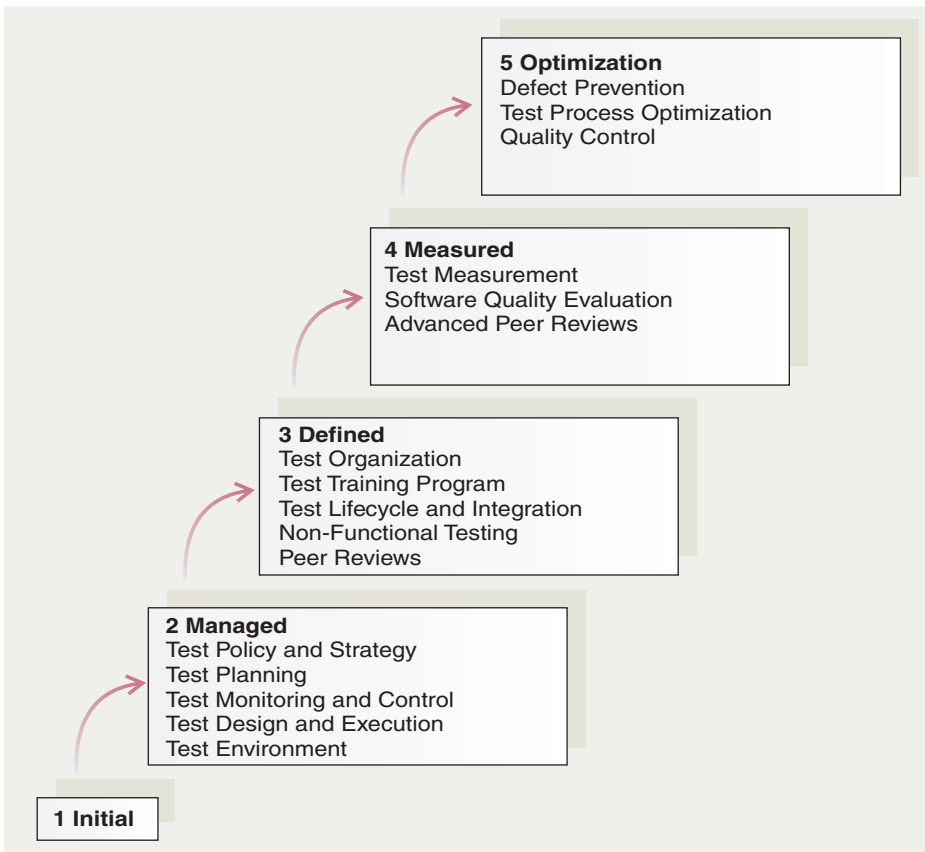 5 Optimization
Defect Prevention
Test Process Optimization
Quality Control
4 Measured
Test Measurement
Software Quality Evaluation
Advanced Peer Reviews
3 Defined
Test Organization
Test Training Program
Test Lifecycle and Integration
Non-Functional Testing
Peer Reviews
2 Managed
Test Policy and Strategy
Test Planning
Test Monitoring and Control
Test Design and Execution
Test Environment
1 Initial